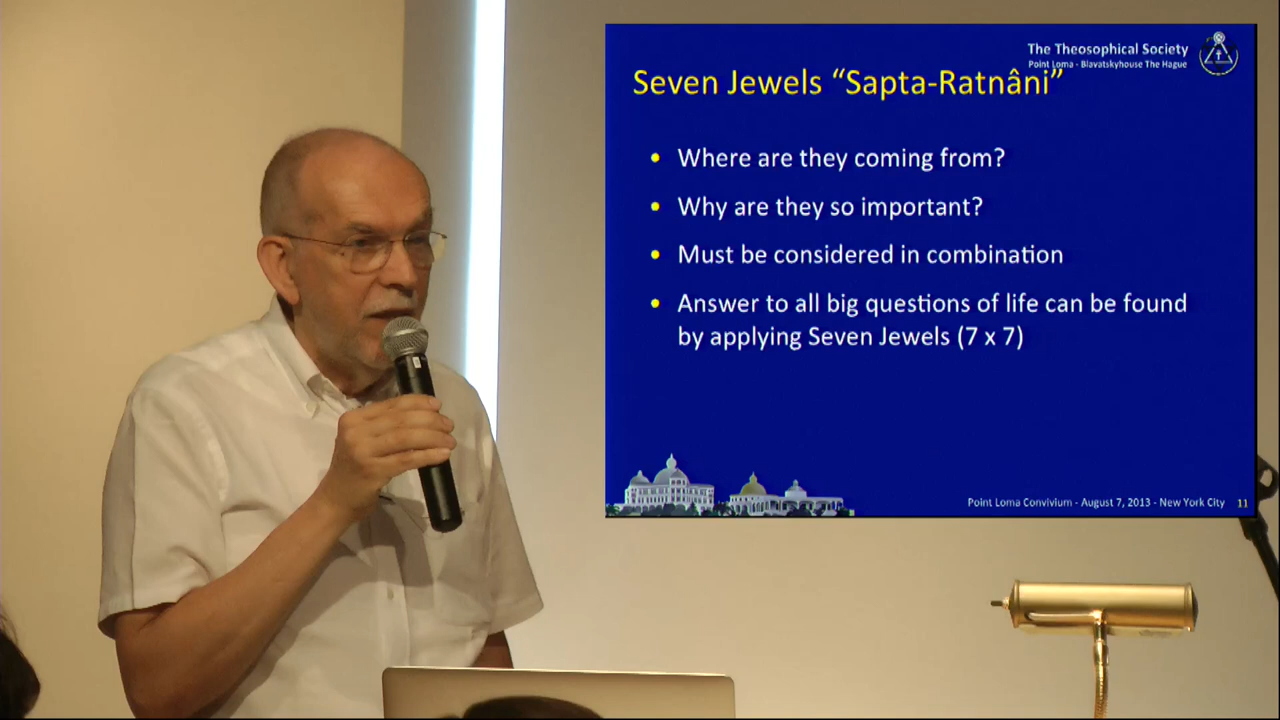 The Theosophical Society
Point Loma - Blavatskyhouse The Hague
Seven Jewels “Sapta-Ratnâni”
• Where are they coming from?
• Why are they so important?
• Must be considered in combination
• Answer to all big questions of life can be found
by applying Seven Jewels (7 x 7)
Point Loma Convivium - August 7, 2013 - New York City 11